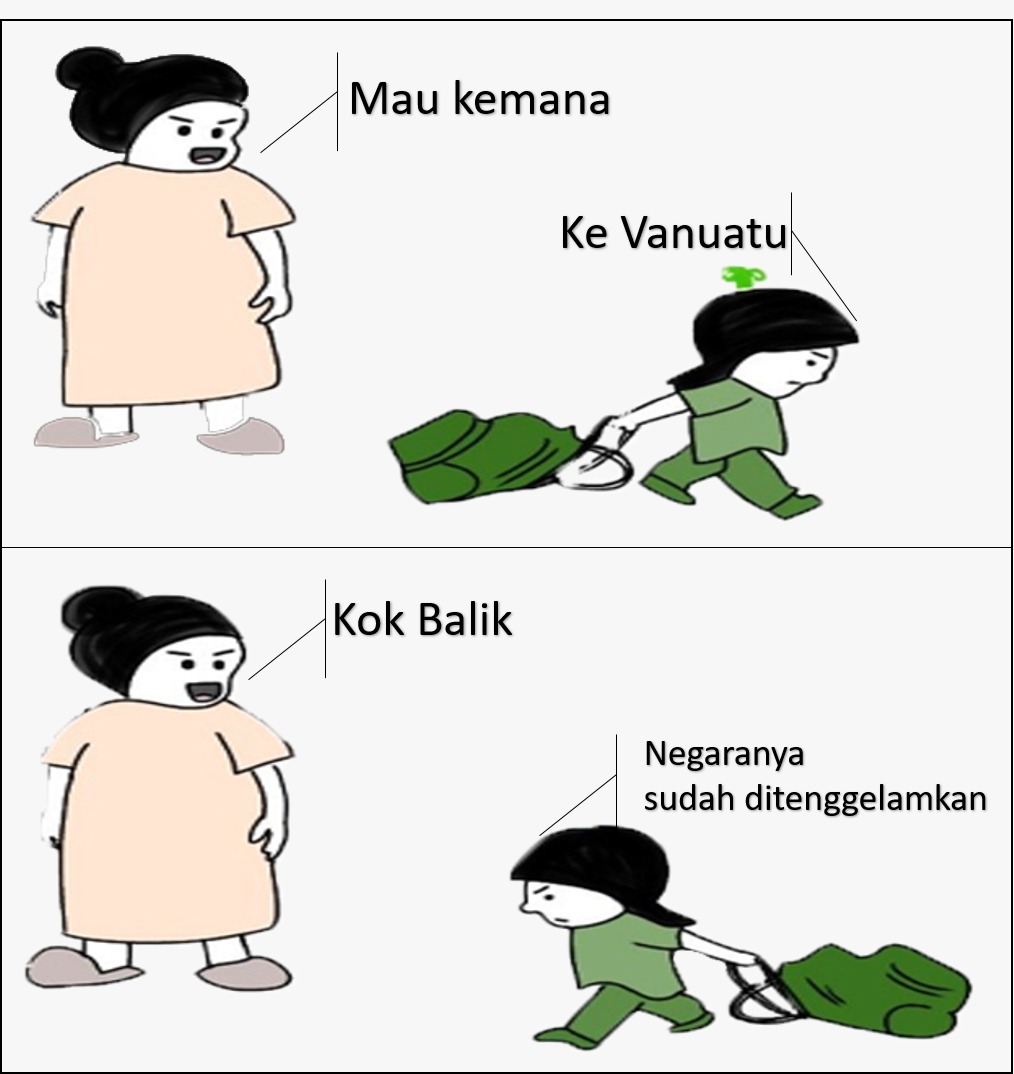 Mau kemana
Ke Vanuatu
Kok Balik
Negaranya
sudah ditenggelamkan